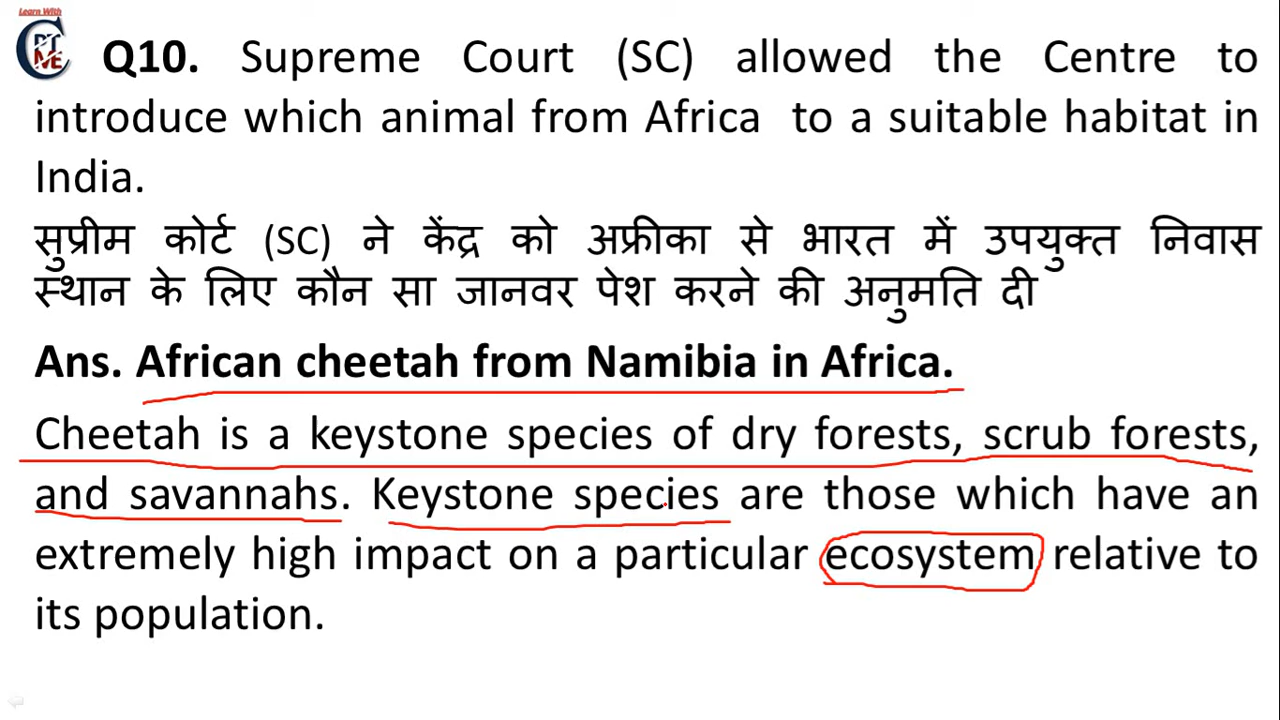 Learn With
CPTME
Q10. Supreme Court (SC) allowed the Centre to
introduce which animal from Africa to a suitable habitat in
India.
सुप्रीम कोर्ट (SC) ने केंद्र को अफ्रीका से भारत में उपयुक्त निवास
स्थान के लिए कौन सा जानवर पेश करने की अनुमति दी
Ans. African cheetah from Namibia in Africa.
Cheetah is a keystone species of dry forests, scrub forests,
and savannahs. Keystone species are those which have an
extremely high impact on a particular ecosystem relative to
its population.